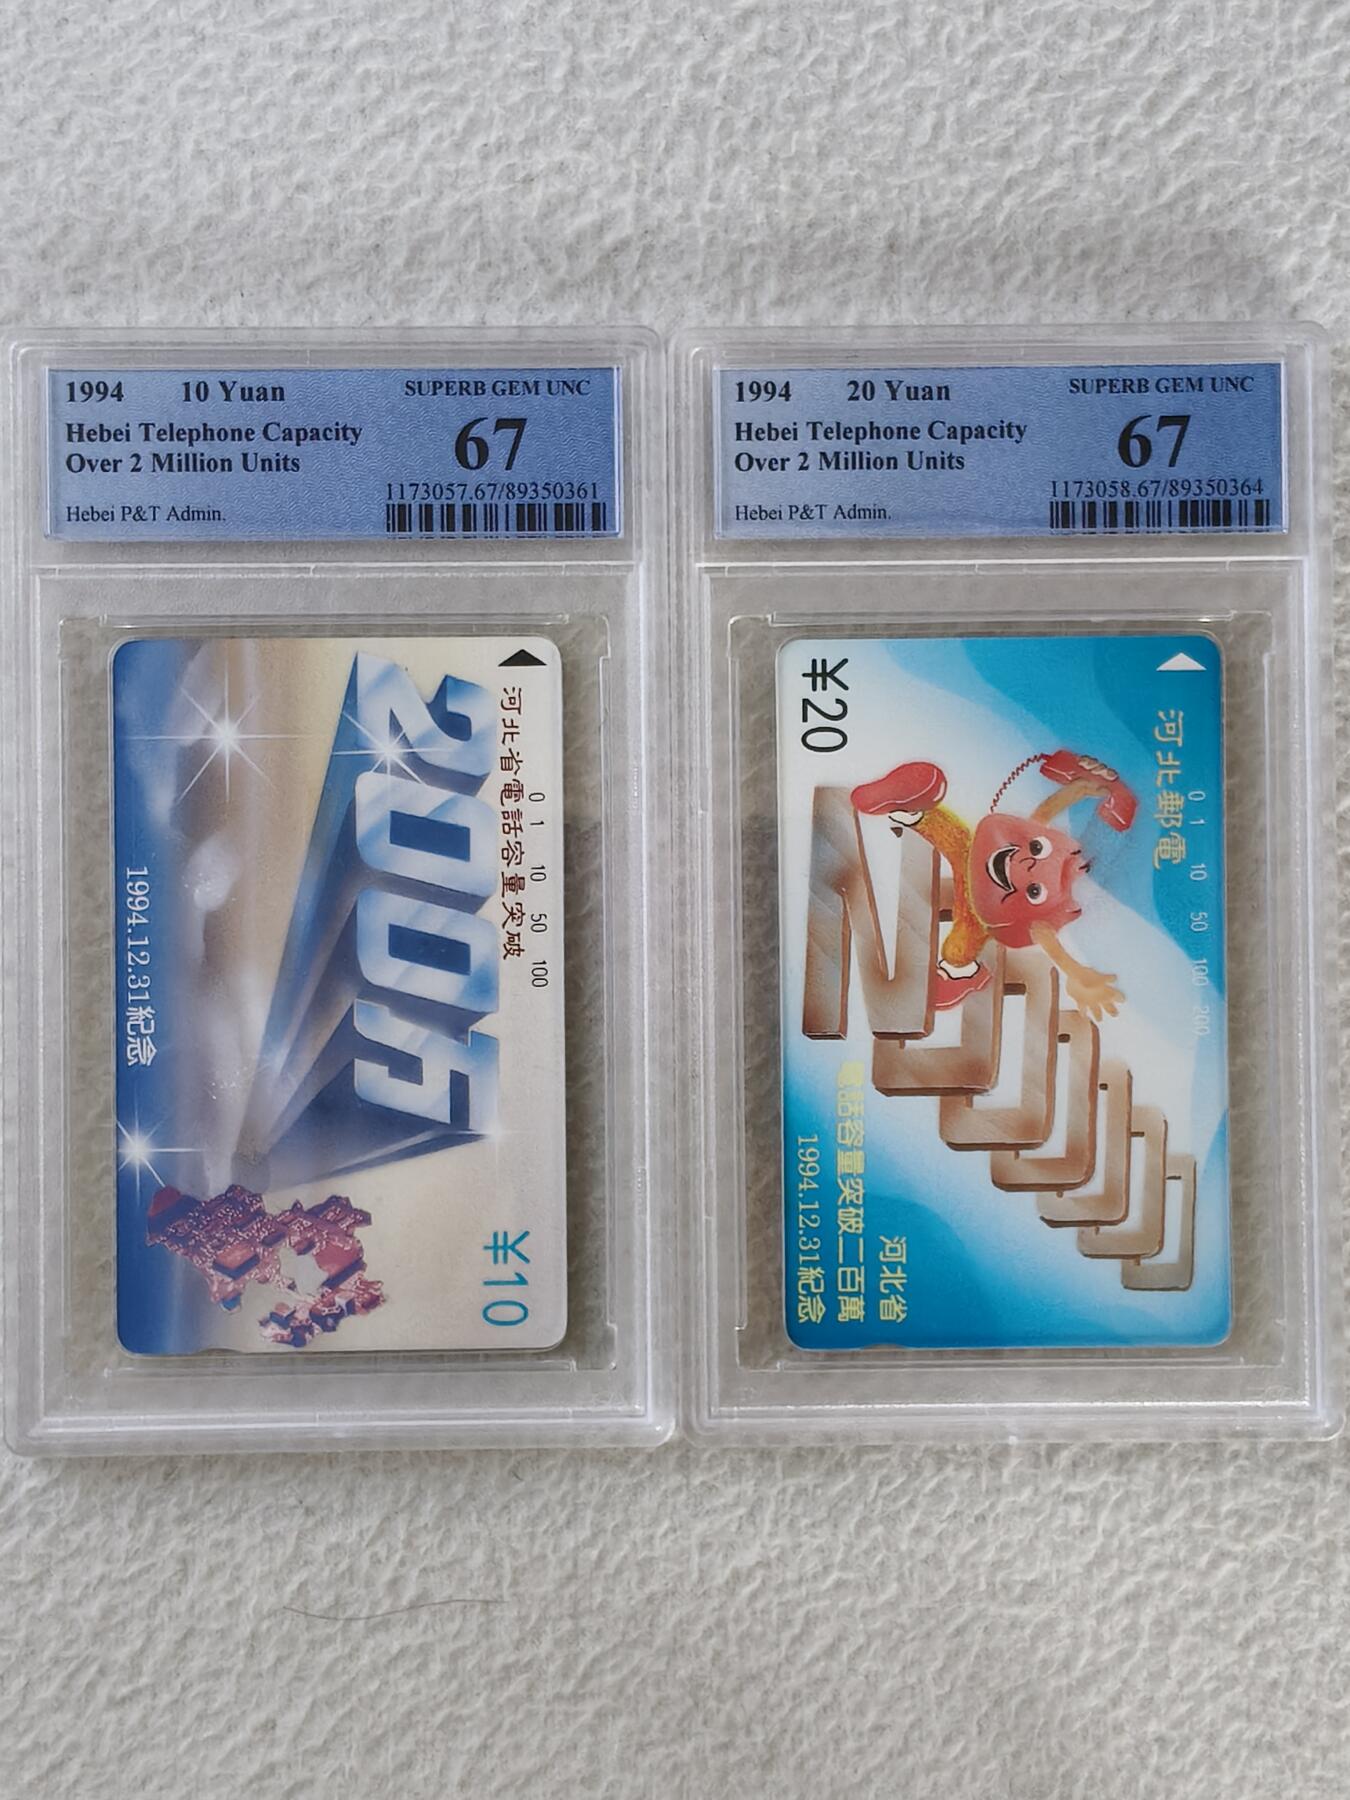 1994 10 Yuan
SUPERB GEM UNC
Hebei Telephone Capacity
Over 2 Million Units
67
1173057.67/89350361
Hebei P&T Admin.
河北省電話容量突破
0 1 10 50 100
200万
1994.12.31紀念
¥10
1994 20 Yuan
SUPERB GEM UNC
Hebei Telephone Capacity
Over 2 Million Units
67
1173058.67/89350364
Hebei P&T Admin.
河北郵電
0 1 10 50 100 200
¥20
河北省
電話容量突破二百萬
1994.12.31紀念